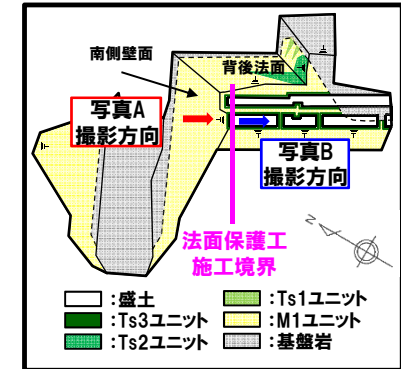 南側壁面
背後法面
写真A
撮影方向
写真B
撮影方向
法面保護工
施工境界
N
:盛土
:Ts1ユニット
:Ts3ユニット
:M1ユニット
:Ts2ユニット
:基盤岩